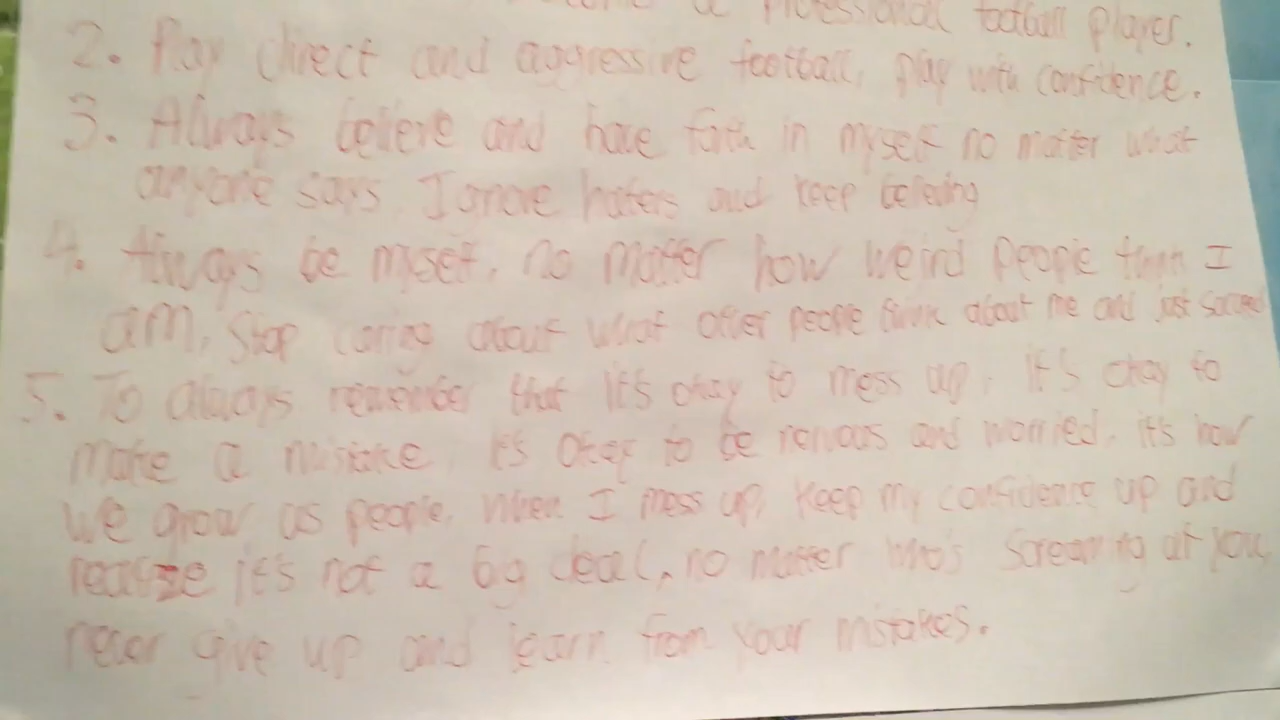 a professional football player.
2. Play direct and aggressive football, play with confidence.
3. Always believe and have faith in myself no matter what
anyone says. Ignore haters and keep believing
4. Always be myself, no matter how weird people think I
am, Stop caring about what other people think about me and just succeed
5. To always remember that it's okay to mess up, it's okay to
make a mistake, it's okay to be nervous and worried, it's how
we grow as people. When I mess up, keep my confidence up and
realize it's not a big deal, no matter who's screaming at you,
never give up and learn from your mistakes.